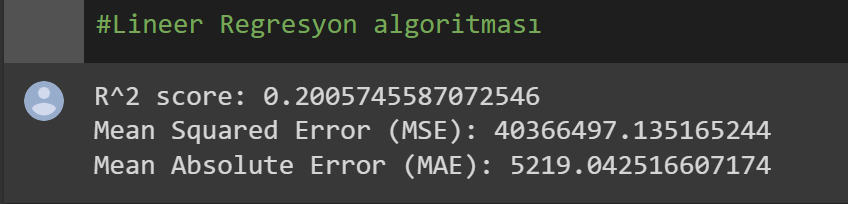 #Lineer Regresyon algoritması
R^2 score: 0.2005745587072546
Mean Squared Error (MSE): 40366497.135165244
Mean Absolute Error (MAE): 5219.042516607174